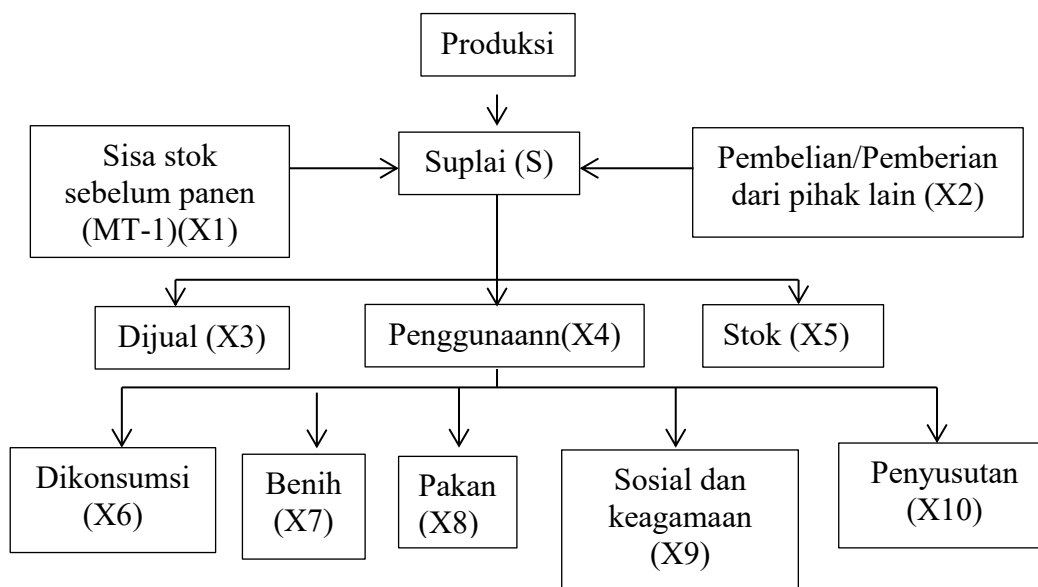 Produksi
Sisa stok
sebelum panen
(MT-1)(X1)
Suplai (S)
Pembelian/Pemberian
dari pihak lain (X2)
Dijual (X3)
Penggunaann(X4)
Stok (X5)
Dikonsumsi
(X6)
Benih
(X7)
Pakan
(X8)
Sosial dan
keagamaan
(X9)
Penyusutan
(X10)